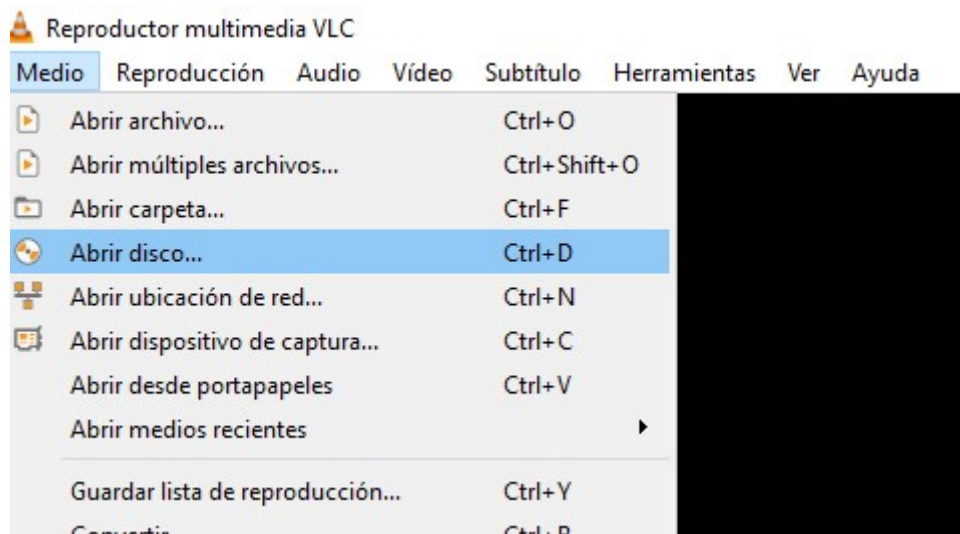 Reproductor multimedia VLC
Medio Reproducción Audio Vídeo Subtítulo Herramientas Ver Ayuda
Abrir archivo... Ctrl+O
Abrir múltiples archivos... Ctrl+Shift+O
Abrir carpeta... Ctrl+F
Abrir disco... Ctrl+D
Abrir ubicación de red... Ctrl+N
Abrir dispositivo de captura... Ctrl+C
Abrir desde portapapeles Ctrl+V
Abrir medios recientes
Guardar lista de reproducción... Ctrl+Y
Convertir... Ctrl+R